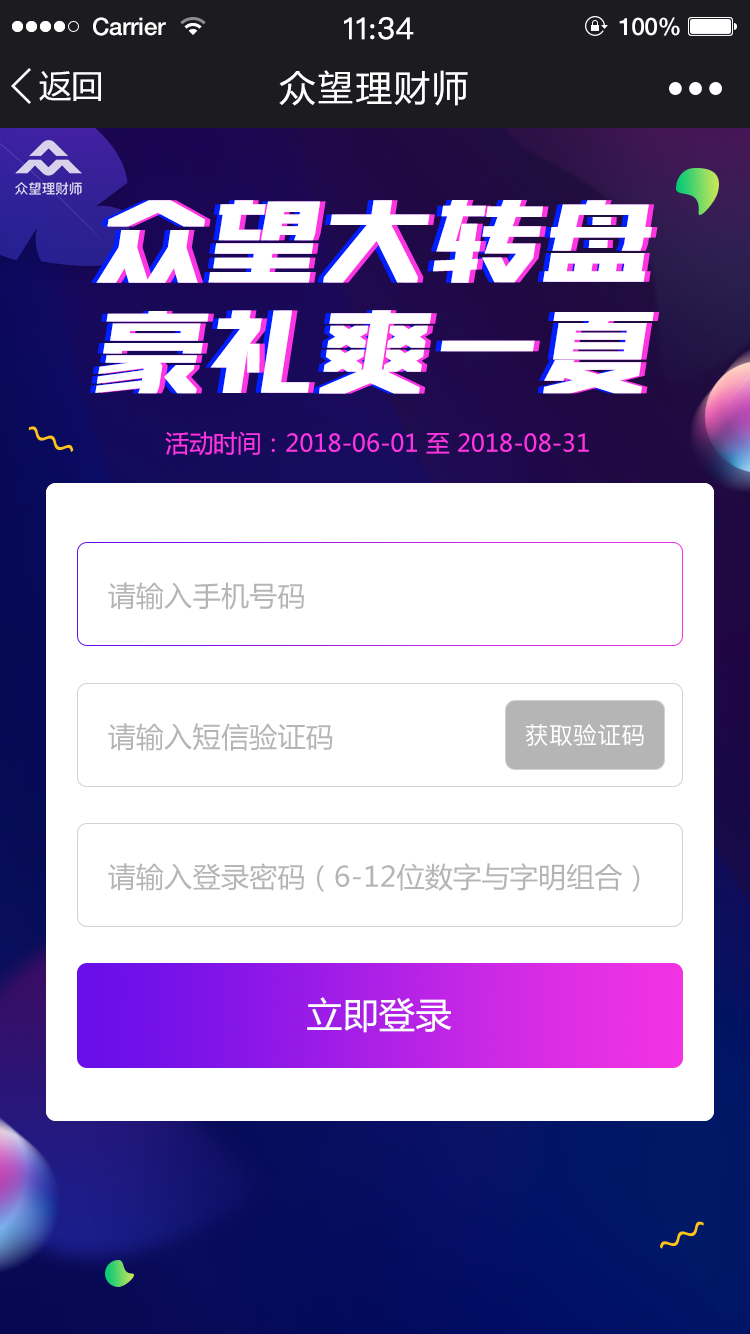 Carrier 11:34 100%
返回 众望理财师
众望理财师
众望大转盘
豪礼爽一夏
活动时间：2018-06-01 至 2018-08-31
请输入手机号码
请输入短信验证码 获取验证码
请输入登录密码（6-12位数字与字明组合）
立即登录